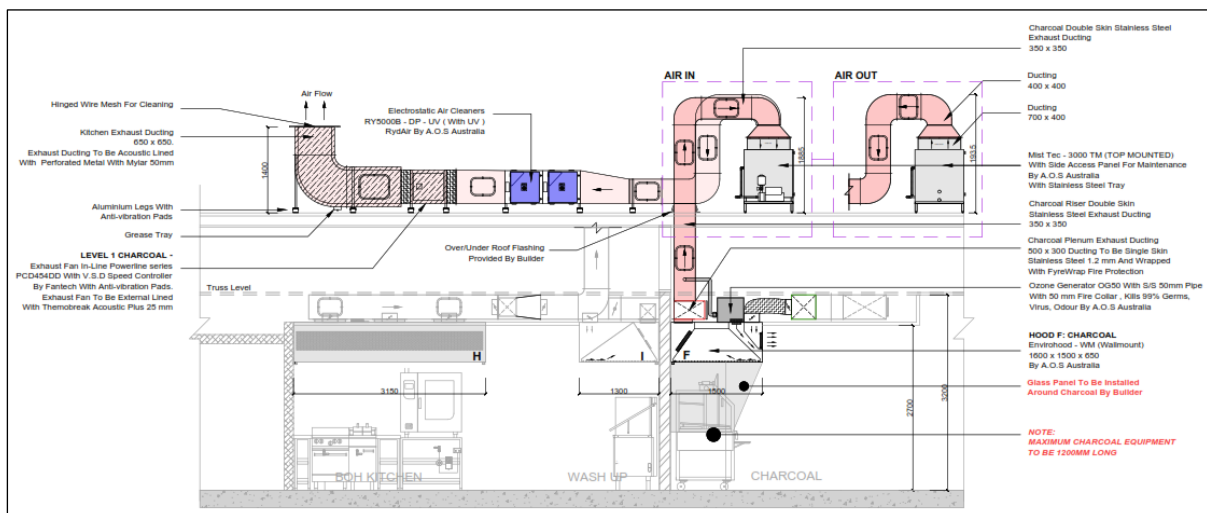 Charcoal Double Skin Stainless Steel
Exhaust Ducting
350 x 350
AIR IN
AIR OUT
Air Flow
Hinged Wire Mesh For Cleaning
Kitchen Exhaust Ducting
650 x 650.
Exhaust Ducting To Be Acoustic Lined
With Perforated Metal With Mylar 50mm
Electrostatic Air Cleaners
RY5000B - DP - UV ( With UV )
RydAir By A.O.S Australia
Ducting
400 x 400
Ducting
700 x 400
1400
1885
1935
Mist Tec - 3000 TM (TOP MOUNTED)
With Side Access Panel For Maintenance
By A.O.S Australia
With Stainless Steel Tray
Aluminium Legs With
Anti-vibration Pads
Grease Tray
Charcoal Riser Double Skin
Stainless Steel Exhaust Ducting
350 x 350
LEVEL 1 CHARCOAL -
Exhaust Fan In-Line Powerline series
PCD454DD With V.S.D Speed Controller
By Fantech With Anti-vibration Pads.
Exhaust Fan To Be External Lined
With Thermobreak Acoustic Plus 25 mm
Over/Under Roof Flashing
Provided By Builder
Charcoal Plenum Exhaust Ducting
500 x 300 Ducting To Be Single Skin
Stainless Steel 1.2 mm And Wrapped
With FyreWrap Fire Protection
Truss Level
Ozone Generator OG50 With S/S 50mm Pipe
With 50 mm Fire Collar , Kills 99% Germs,
Virus, Odour By A.O.S Australia
HOOD F: CHARCOAL
Envirohood - WM (Wallmount)
1600 x 1500 x 650
By A.O.S Australia
H
I
F
3150
1300
1500
2700
3200
Glass Panel To Be Installed
Around Charcoal By Builder
NOTE:
MAXIMUM CHARCOAL EQUIPMENT
TO BE 1200MM LONG
BOH KITCHEN
WASH UP
CHARCOAL